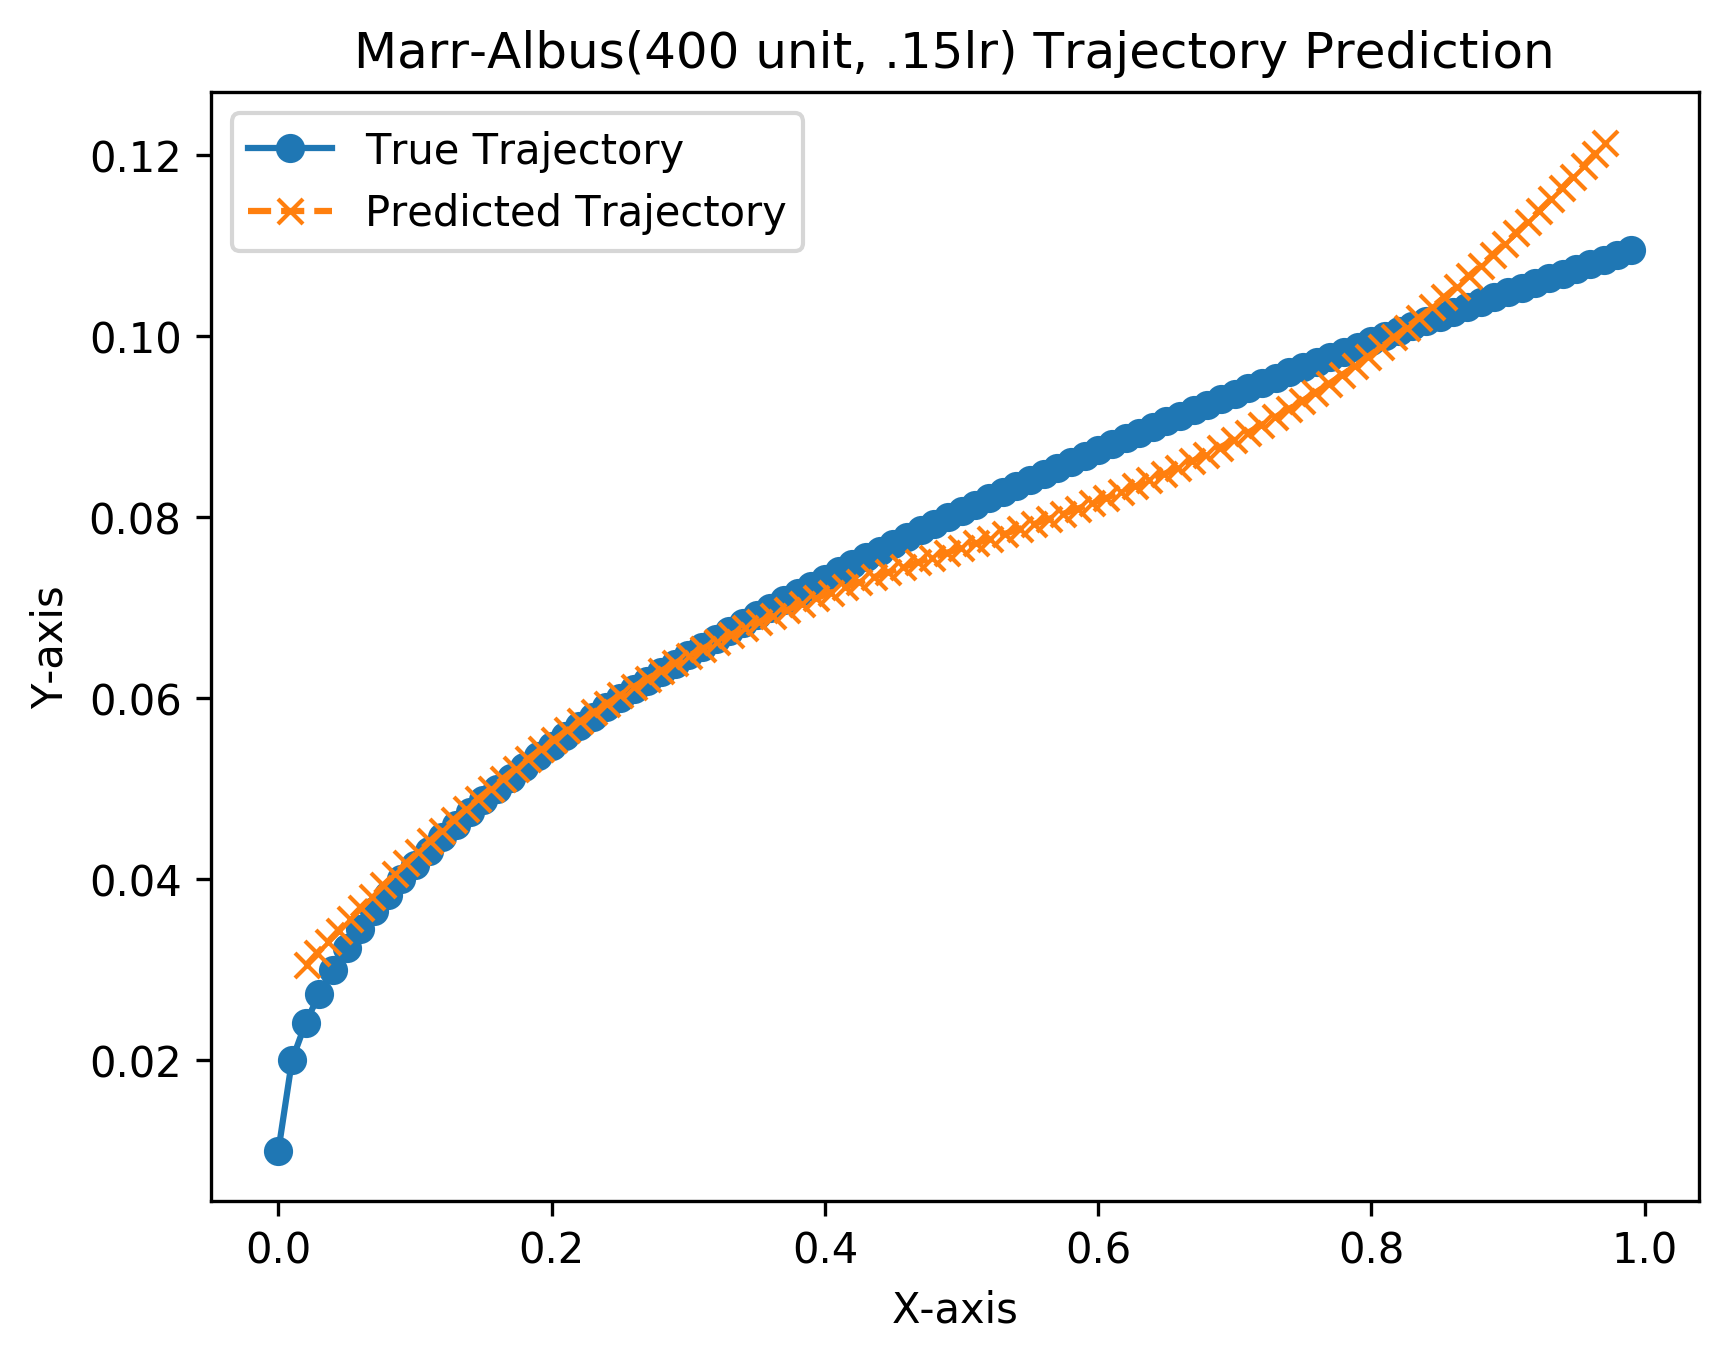 Marr-Albus(400 unit, .15lr) Trajectory Prediction
True Trajectory
Predicted Trajectory
0.12
0.10
0.08
0.06
0.04
0.02
Y-axis
0.0 0.2 0.4 0.6 0.8 1.0
X-axis